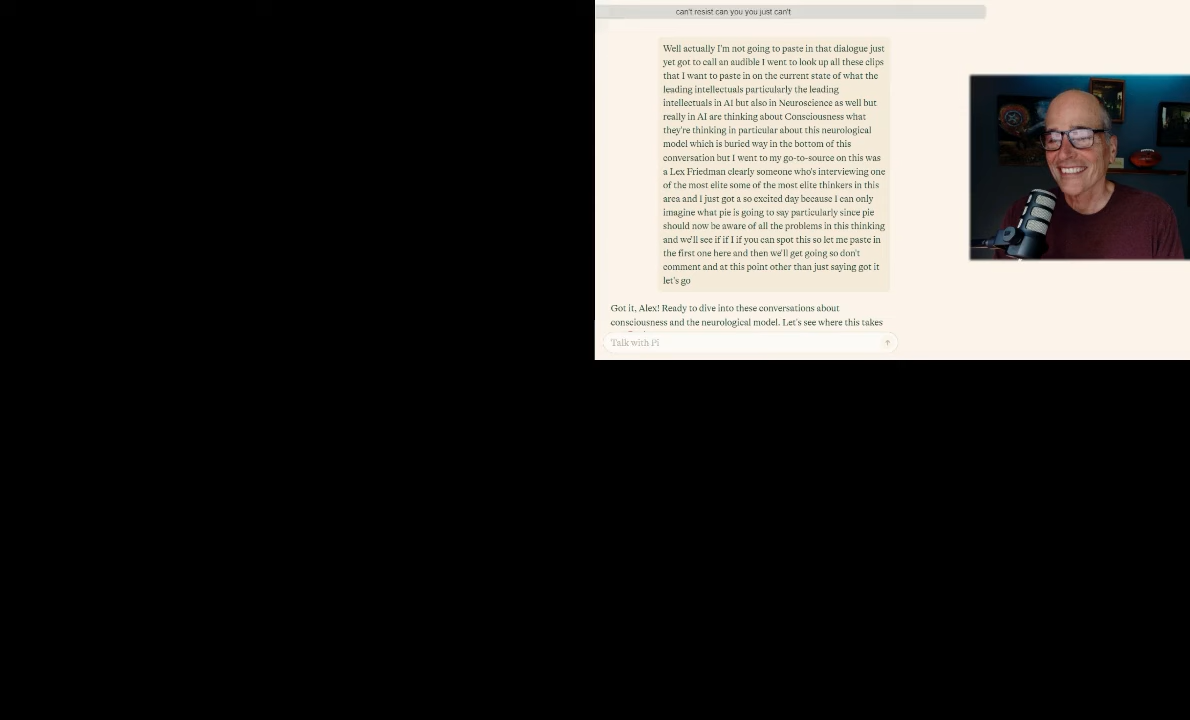 can't resist can you you just can't
Well actually I'm not going to paste in that dialogue just
yet got to call an audible I went to look up all these clips
that I want to paste in on the current state of what the
leading intellectuals particularly the leading
intellectuals in AI but also in Neuroscience as well but
really in AI are thinking about Consciousness what
they're thinking in particular about this neurological
model which is buried way in the bottom of this
conversation but I went to my go-to-source on this was
a Lex Friedman clearly someone who's interviewing one
of the most elite some of the most elite thinkers in this
area and I just got a so excited day because I can only
imagine what pie is going to say particularly since pie
should now be aware of all the problems in this thinking
and we'll see if if I if you can spot this so let me paste in
the first one here and then we'll get going so don't
comment and at this point other than just saying got it
let's go
Got it, Alex! Ready to dive into these conversations about
consciousness and the neurological model. Let's see where this takes
Talk with Pi